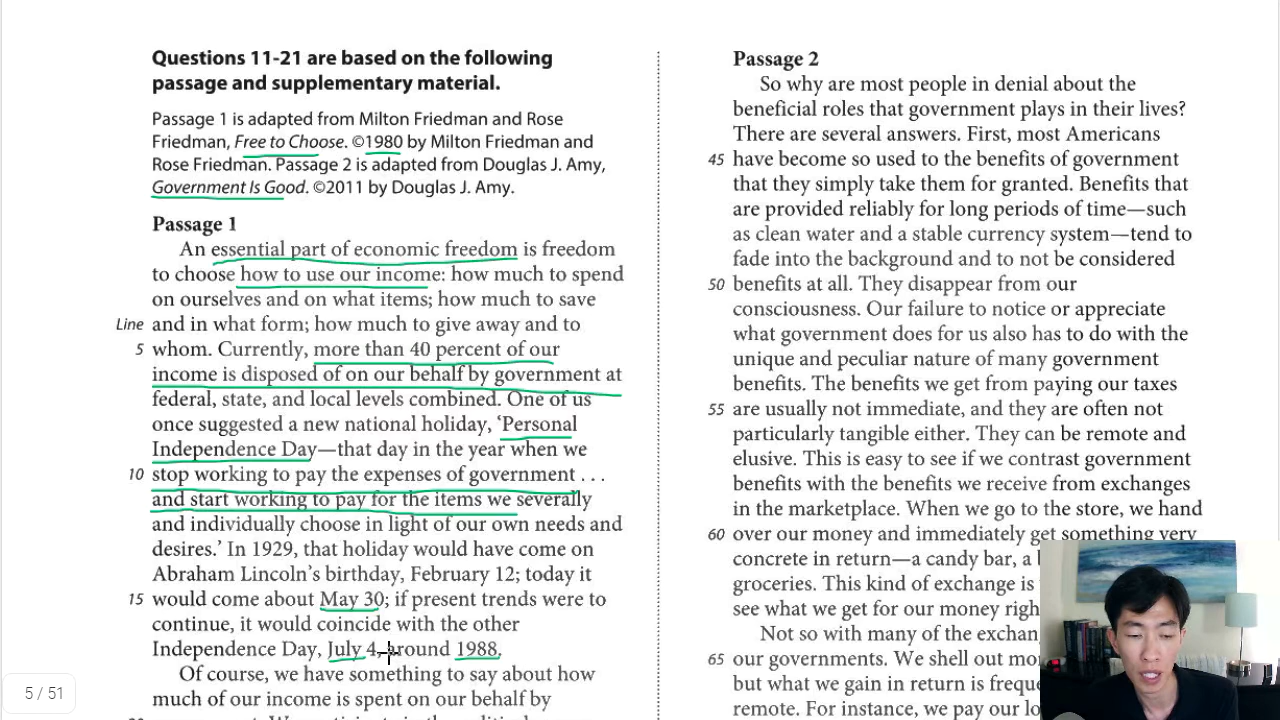 Questions 11-21 are based on the following
passage and supplementary material.
Passage 1 is adapted from Milton Friedman and Rose
Friedman, Free to Choose. ©1980 by Milton Friedman and
Rose Friedman. Passage 2 is adapted from Douglas J. Amy,
Government Is Good. ©2011 by Douglas J. Amy.
Passage 1
An essential part of economic freedom is freedom
to choose how to use our income: how much to spend
on ourselves and on what items; how much to save
Line and in what form; how much to give away and to
5 whom. Currently, more than 40 percent of our
income is disposed of on our behalf by government at
federal, state, and local levels combined. One of us
once suggested a new national holiday, ‘Personal
Independence Day—that day in the year when we
10 stop working to pay the expenses of government . . .
and start working to pay for the items we severally
and individually choose in light of our own needs and
desires.’ In 1929, that holiday would have come on
Abraham Lincoln’s birthday, February 12; today it
15 would come about May 30; if present trends were to
continue, it would coincide with the other
Independence Day, July 4, around 1988.
Of course, we have something to say about how
much of our income is spent on our behalf by
Passage 2
So why are most people in denial about the
beneficial roles that government plays in their lives?
There are several answers. First, most Americans
45 have become so used to the benefits of government
that they simply take them for granted. Benefits that
are provided reliably for long periods of time—such
as clean water and a stable currency system—tend to
fade into the background and to not be considered
50 benefits at all. They disappear from our
consciousness. Our failure to notice or appreciate
what government does for us also has to do with the
unique and peculiar nature of many government
benefits. The benefits we get from paying our taxes
55 are usually not immediate, and they are often not
particularly tangible either. They can be remote and
elusive. This is easy to see if we contrast government
benefits with the benefits we receive from exchanges
in the marketplace. When we go to the store, we hand
60 over our money and immediately get something very
concrete in return—a candy bar, a
groceries. This kind of exchange is
see what we get for our money
Not so with many of the
65 our governments. We shell out
but what we gain in return is
remote. For instance, we pay our
5 / 51